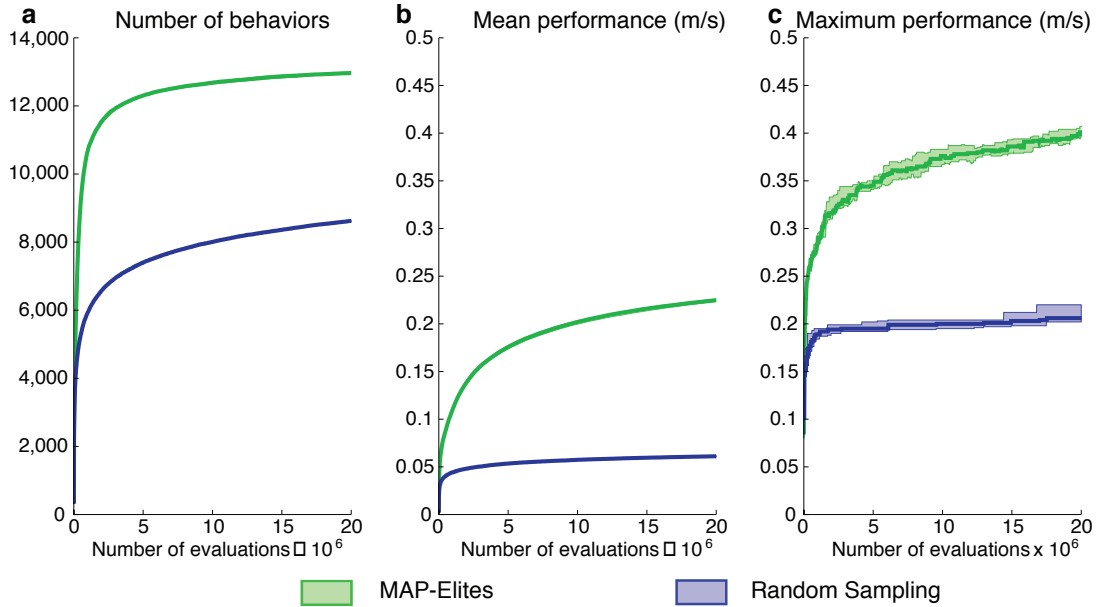 a Number of behaviors
14,000
12,000
10,000
8,000
6,000
4,000
2,000
0
0 5 10 15 20
Number of evaluations □ 10^6
b Mean performance (m/s)
0.5
0.45
0.4
0.35
0.3
0.25
0.2
0.15
0.1
0.05
0
0 5 10 15 20
Number of evaluations □ 10^6
c Maximum performance (m/s)
0.5
0.45
0.4
0.35
0.3
0.25
0.2
0.15
0.1
0.05
0
0 5 10 15 20
Number of evaluations x 10^6
MAP-Elites
Random Sampling